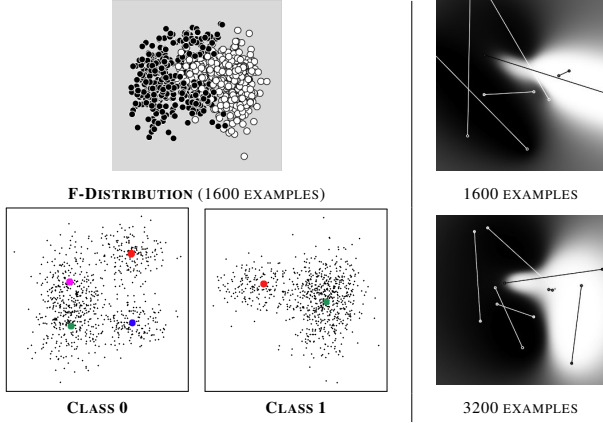 F-DISTRIBUTION (1600 EXAMPLES)
1600 EXAMPLES
CLASS 0
CLASS 1
3200 EXAMPLES